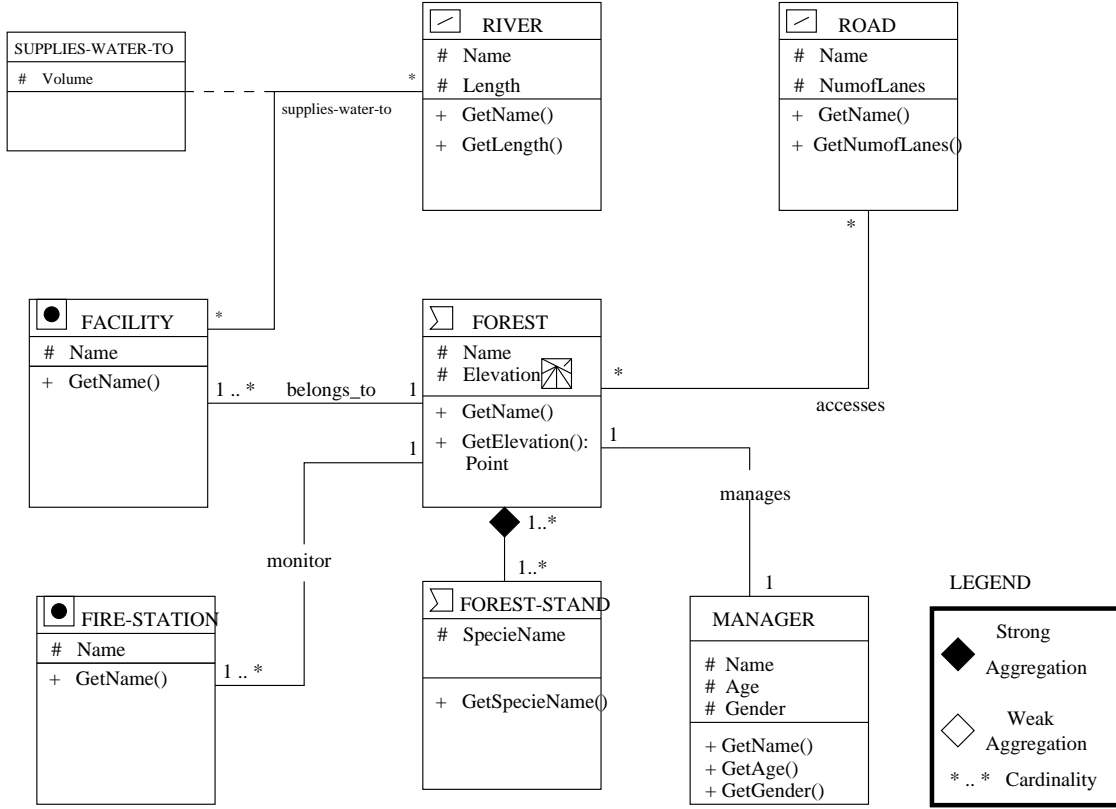 SUPPLIES-WATER-TO
# Volume
supplies-water-to
*
*
RIVER
# Name
# Length
+ GetName()
+ GetLength()
ROAD
# Name
# NumofLanes
+ GetName()
+ GetNumofLanes()
*
FACILITY
# Name
+ GetName()
1 .. *
belongs_to
1
FOREST
# Name
# Elevation
+ GetName()
+ GetElevation():
Point
*
accesses
1
manages
1
1
monitor
1 .. *
1..*
1..*
FIRE-STATION
# Name
+ GetName()
FOREST-STAND
# SpecieName
+ GetSpecieName()
MANAGER
# Name
# Age
# Gender
+ GetName()
+ GetAge()
+ GetGender()
LEGEND
Strong
Aggregation
Weak
Aggregation
* .. * Cardinality